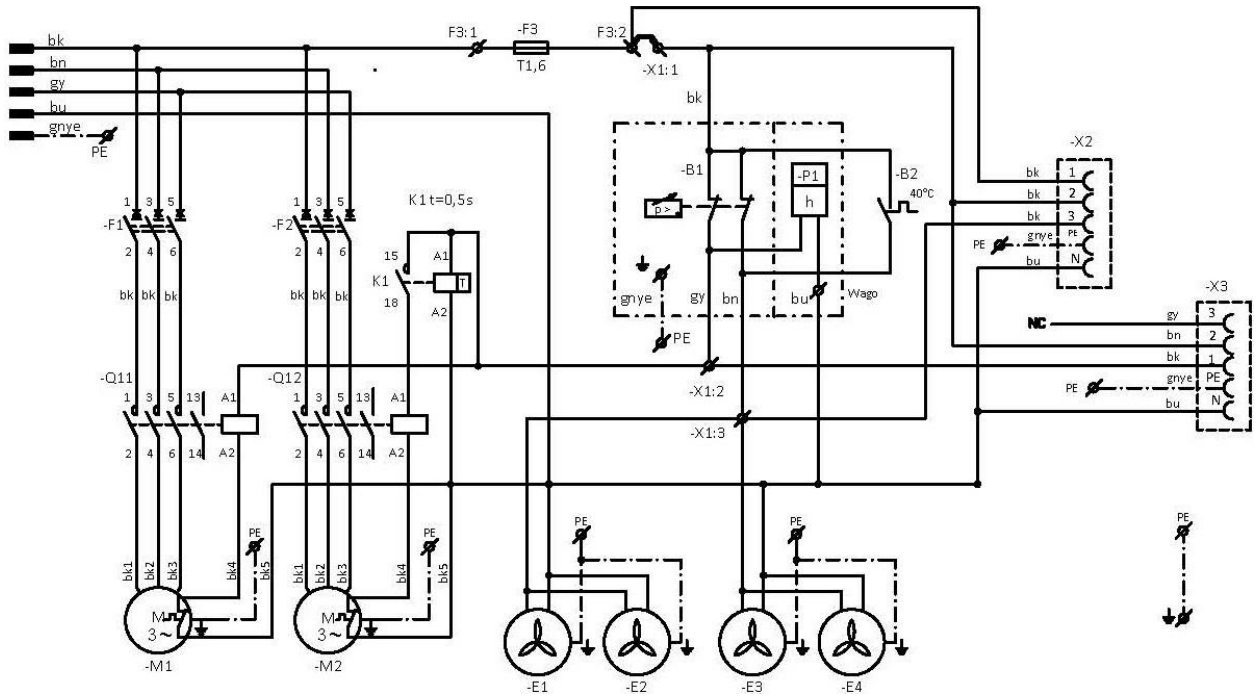 bk
bn
gy
bu
gnye
PE
F3:1
-F3
T1,6
F3:2
-X1:1
bk
-X2
bk 1
bk 2
bk 3
PE gnye PE
bu N
-B1
-P1
h
-B2
40°C
p>
gnye
gy
bn
bu
Wago
PE
-X3
NC
gy 3
bn 2
bk 1
PE gnye PE
bu N
1 3 5
-F1
2 4 6
bk bk bk
1 3 5
-F2
2 4 6
bk bk bk
K1 t=0,5s
15
A1
K1
T
18
A2
-X1:2
-X1:3
-Q11
1 3 5 13
A1
2 4 6 14
A2
-Q12
1 3 5 13
A1
2 4 6 14
A2
bk1 bk2 bk3 bk4 bk5
PE
bk1 bk2 bk3 bk4 bk5
PE
PE
PE
PE
M
3 ~
-M1
M
3 ~
-M2
-E1
-E2
-E3
-E4